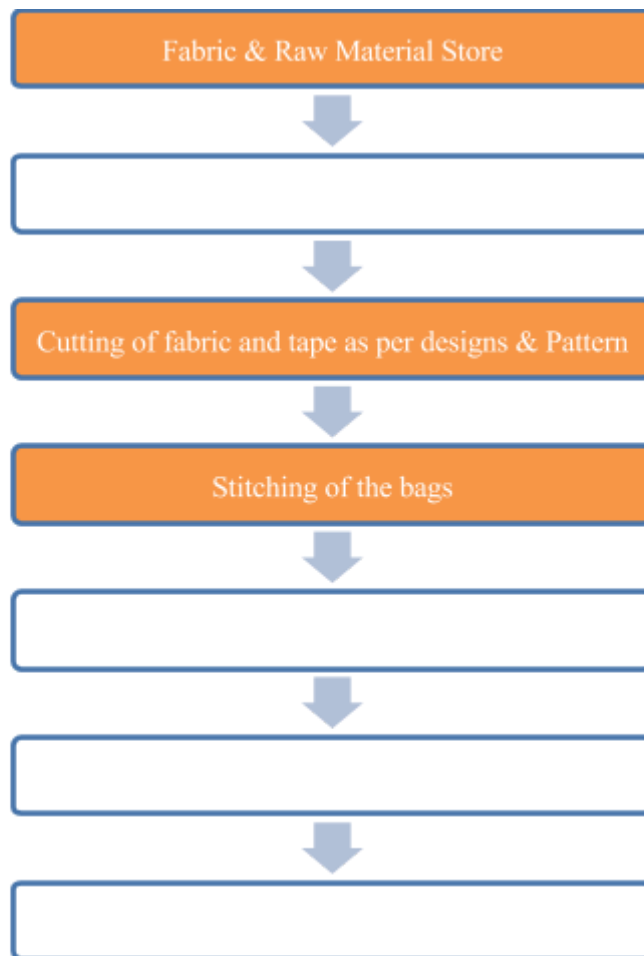 Fabric & Raw Material Store
Cutting of fabric and tape as per designs & Pattern
Stitching of the bags